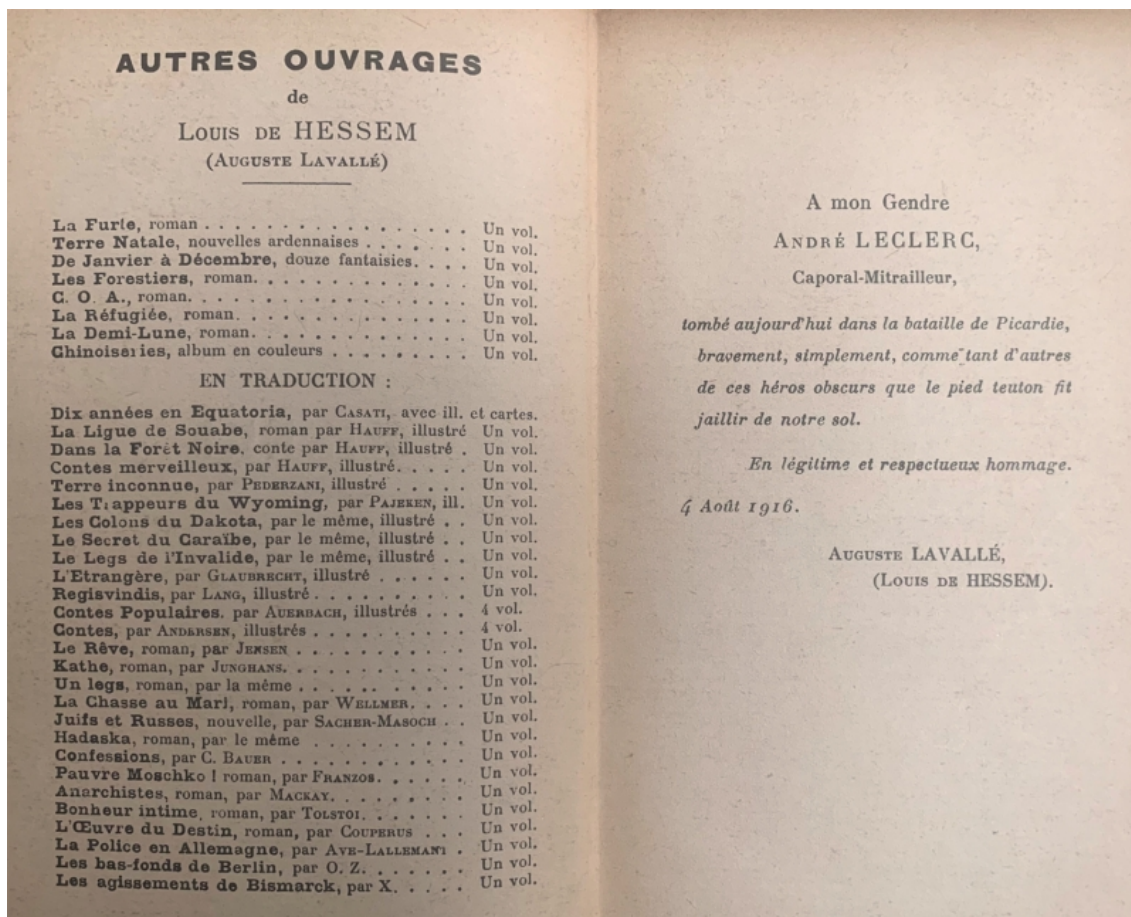 AUTRES OUVRAGES
de
LOUIS DE HESSEM
(AUGUSTE LAVALLÉ)
La Furie, roman . . . . . . . . . . . . . . . . . Un vol.
Terre Natale, nouvelles ardennaises . . . . . . . Un vol.
De Janvier à Décembre, douze fantaisies. . . . Un vol.
Les Forestiers, roman. . . . . . . . . . . . . . Un vol.
C. O. A., roman. . . . . . . . . . . . . . . . . Un vol.
La Réfugiée, roman. . . . . . . . . . . . . . . Un vol.
La Demi-Lune, roman. . . . . . . . . . . . . . Un vol.
Chinoiseries, album en couleurs . . . . . . . . . Un vol.
EN TRADUCTION :
Dix années en Equatoria, par CASATI, avec ill. et cartes.
La Ligue de Souabe, roman par HAUFF, illustré Un vol.
Dans la Forêt Noire. conte par HAUFF, illustré . Un vol.
Contes merveilleux, par HAUFF, illustré. . . . . Un vol.
Terre inconnue, par PEDERZANI, illustré . . . . . Un vol.
Les Trappeurs du Wyoming, par PAJEKEN, ill. Un vol.
Les Colons du Dakota, par le même, illustré . . Un vol.
Le Secret du Caraïbe, par le même, illustré . . Un vol.
Le Legs de l'Invalide, par le même, illustré . . Un vol.
L'Etrangère, par GLAUBRECHT, illustré . . . . . . Un vol.
Regisvindis, par LANG, illustré . . . . . . . . . . Un vol.
Contes Populaires. par AUERBACH, illustrés . . . 4 vol.
Contes, par ANDERSEN, illustrés . . . . . . . . . . 4 vol.
Le Rêve, roman, par JENSEN . . . . . . . . . . . Un vol.
Kathe, roman, par JUNGHANS. . . . . . . . . . . Un vol.
Un legs, roman, par la même . . . . . . . . . . Un vol.
La Chasse au Mari, roman, par WELLMER. . . . Un vol.
Juifs et Russes, nouvelle, par SACHER-MASOCH . . Un vol.
Hadaska, roman, par le même . . . . . . . . . . Un vol.
Confessions, par C. BAUER . . . . . . . . . . . . Un vol.
Pauvre Moschko ! roman, par FRANZOS. . . . . . Un vol.
Anarchistes, roman, par MACKAY. . . . . . . . . Un vol.
Bonheur intime, roman, par TOLSTOI. . . . . . . Un vol.
L'Œuvre du Destin, roman, par COUPERUS . . . Un vol.
La Police en Allemagne, par AVE-LALLEMANT . Un vol.
Les bas-fonds de Berlin, par O. Z. . . . . . . Un vol.
Les agissements de Bismarck, par X. . . . . Un vol.
A mon Gendre
ANDRÉ LECLERC,
Caporal-Mitrailleur,
tombé aujourd'hui dans la bataille de Picardie,
bravement, simplement, comme tant d'autres
de ces héros obscurs que le pied teuton fit
jaillir de notre sol.
En légitime et respectueux hommage.
4 Août 1916.
AUGUSTE LAVALLÉ,
(LOUIS DE HESSEM).